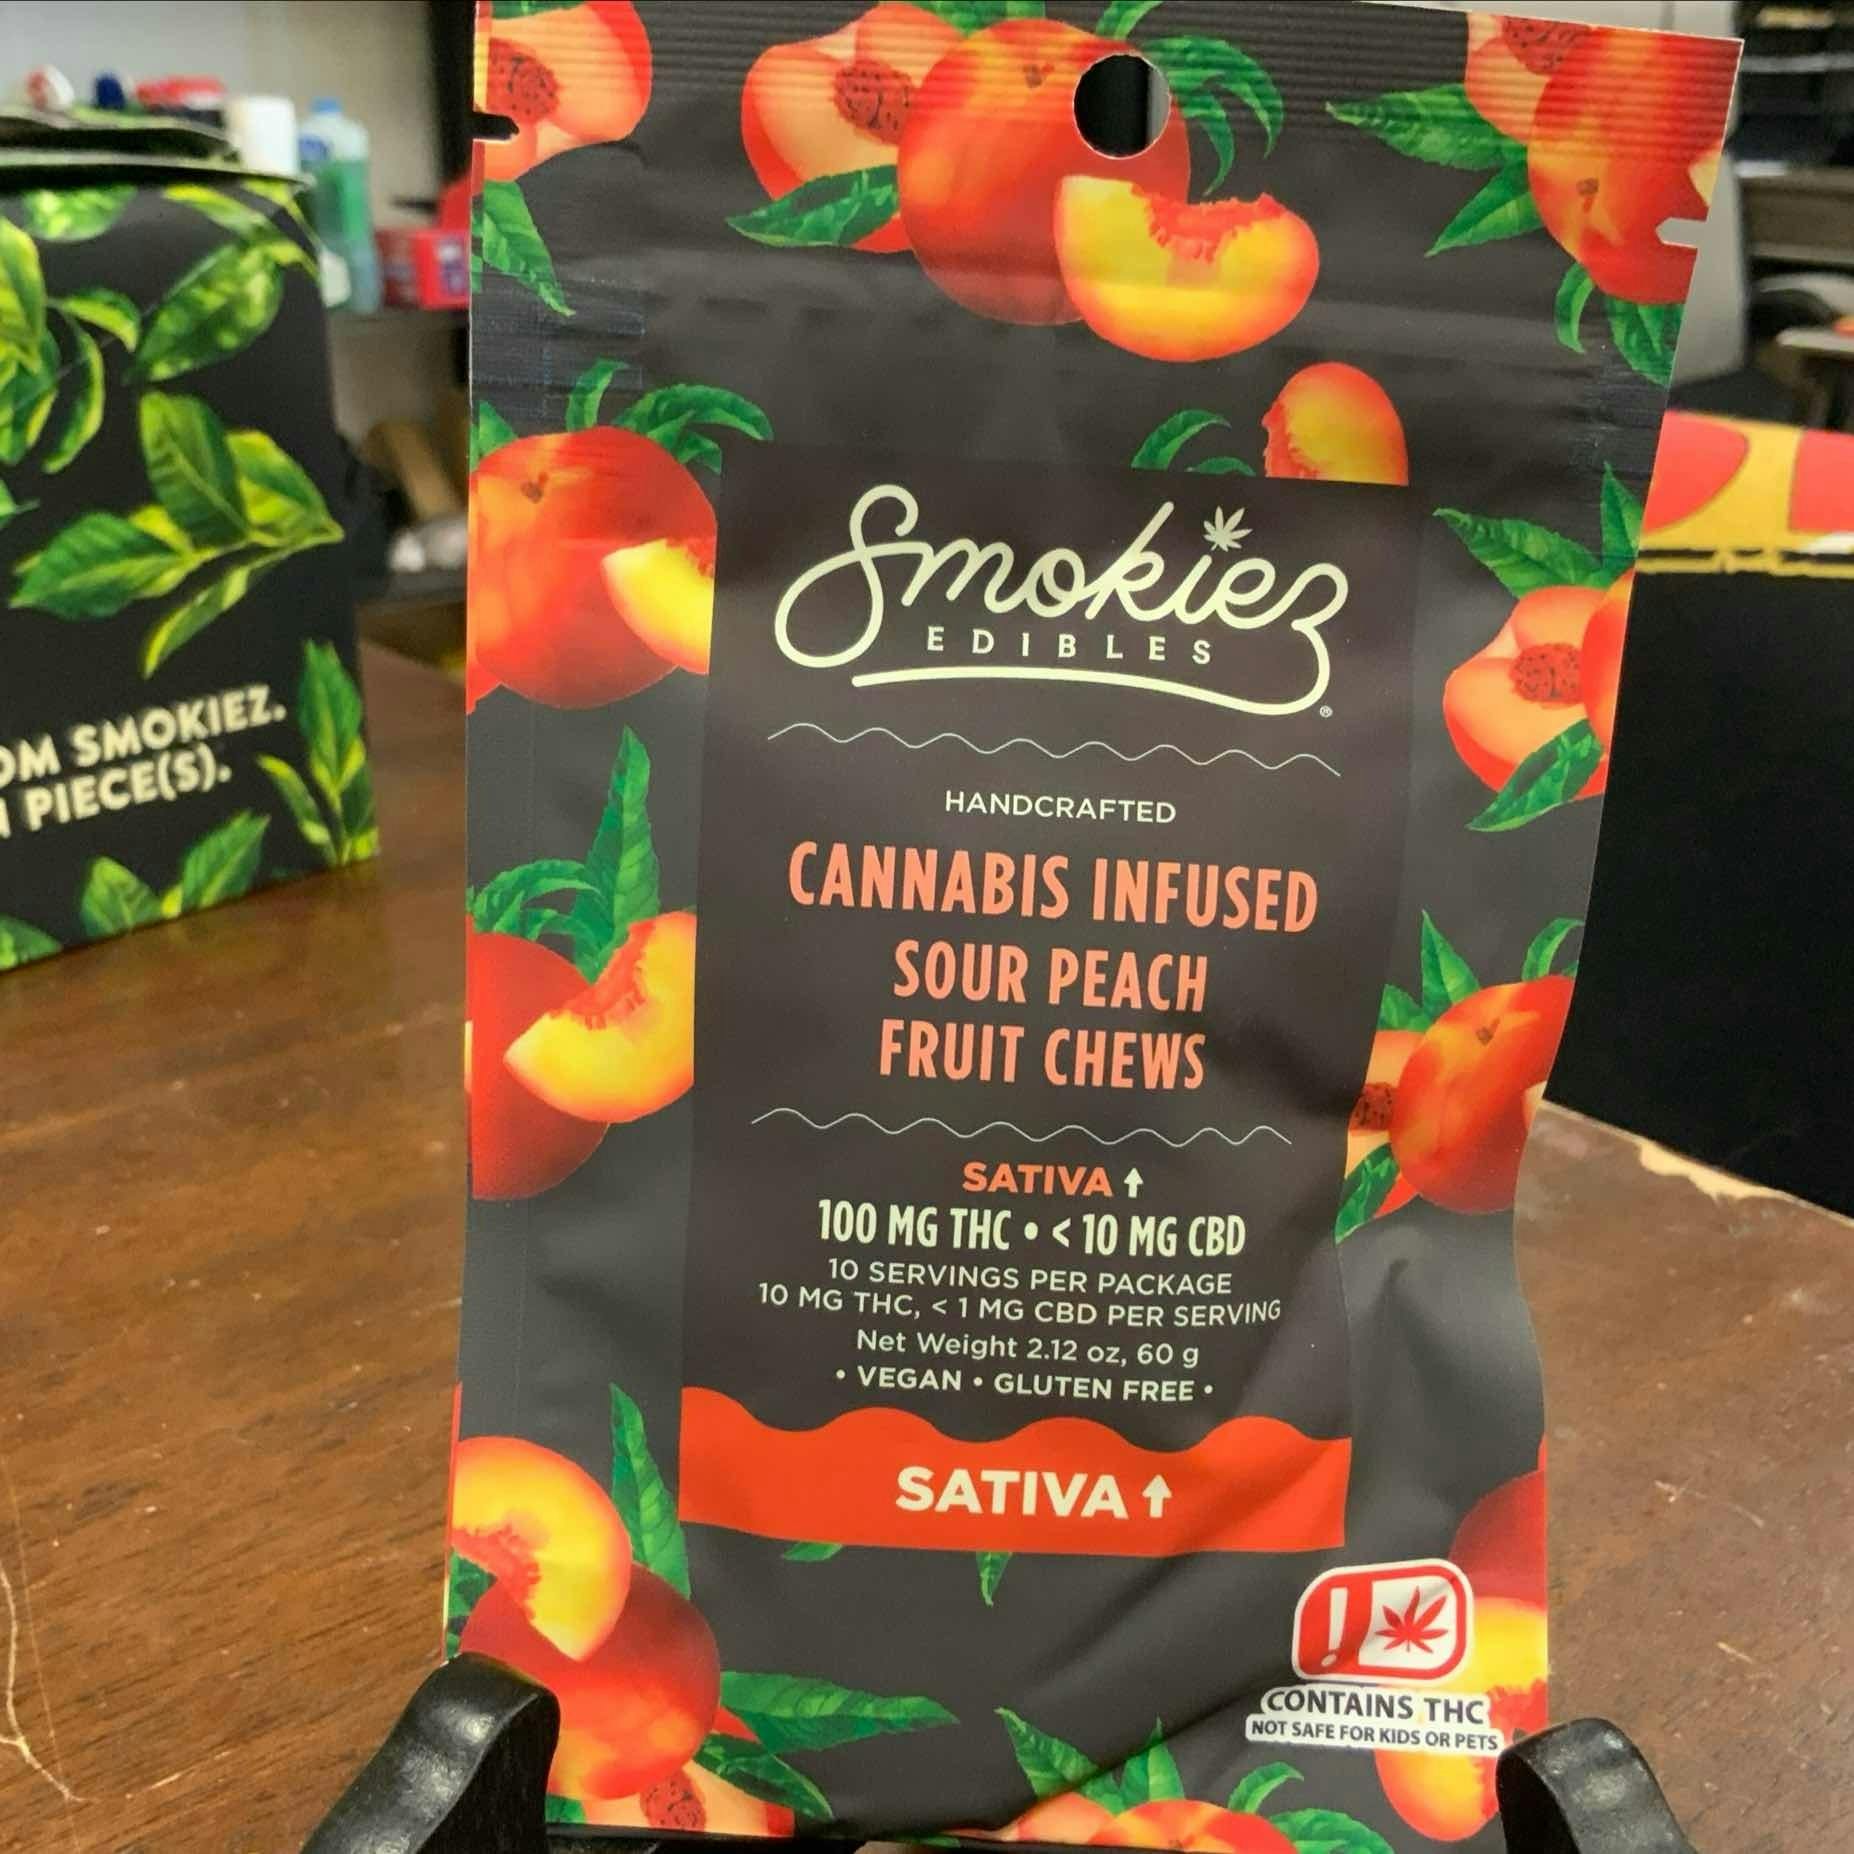 Smokiez
EDIBLES
®
HANDCRAFTED
CANNABIS INFUSED
SOUR PEACH
FRUIT CHEWS
SATIVA ↑
100 MG THC • < 10 MG CBD
10 SERVINGS PER PACKAGE
10 MG THC, < 1 MG CBD PER SERVING
Net Weight 2.12 oz, 60 g
• VEGAN • GLUTEN FREE •
SATIVA ↑
!
CONTAINS THC
NOT SAFE FOR KIDS OR PETS
SMOKIEZ.
PIECE(S).